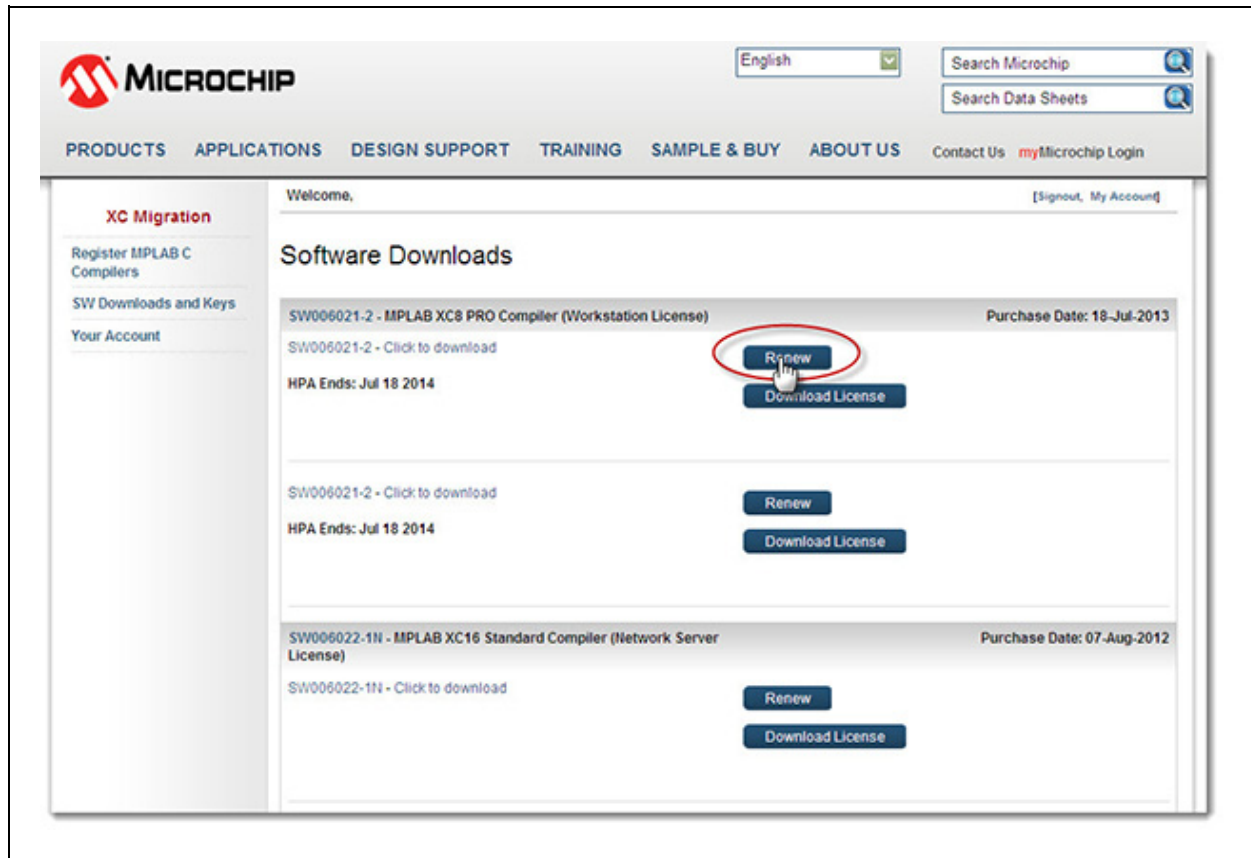 MICROCHIP
English
Search Microchip
Search Data Sheets
PRODUCTS APPLICATIONS DESIGN SUPPORT TRAINING SAMPLE & BUY ABOUT US Contact Us myMicrochip Login
XC Migration
Register MPLAB C
Compilers
SW Downloads and Keys
Your Account
Welcome,
[Signout, My Account]
Software Downloads
SW006021-2 - MPLAB XC8 PRO Compiler (Workstation License) Purchase Date: 18-Jul-2013
SW006021-2 - Click to download
Renew
HPA Ends: Jul 18 2014
Download License
SW006021-2 - Click to download
Renew
HPA Ends: Jul 18 2014
Download License
SW006022-1N - MPLAB XC16 Standard Compiler (Network Server
License)
Purchase Date: 07-Aug-2012
SW006022-1N - Click to download
Renew
Download License